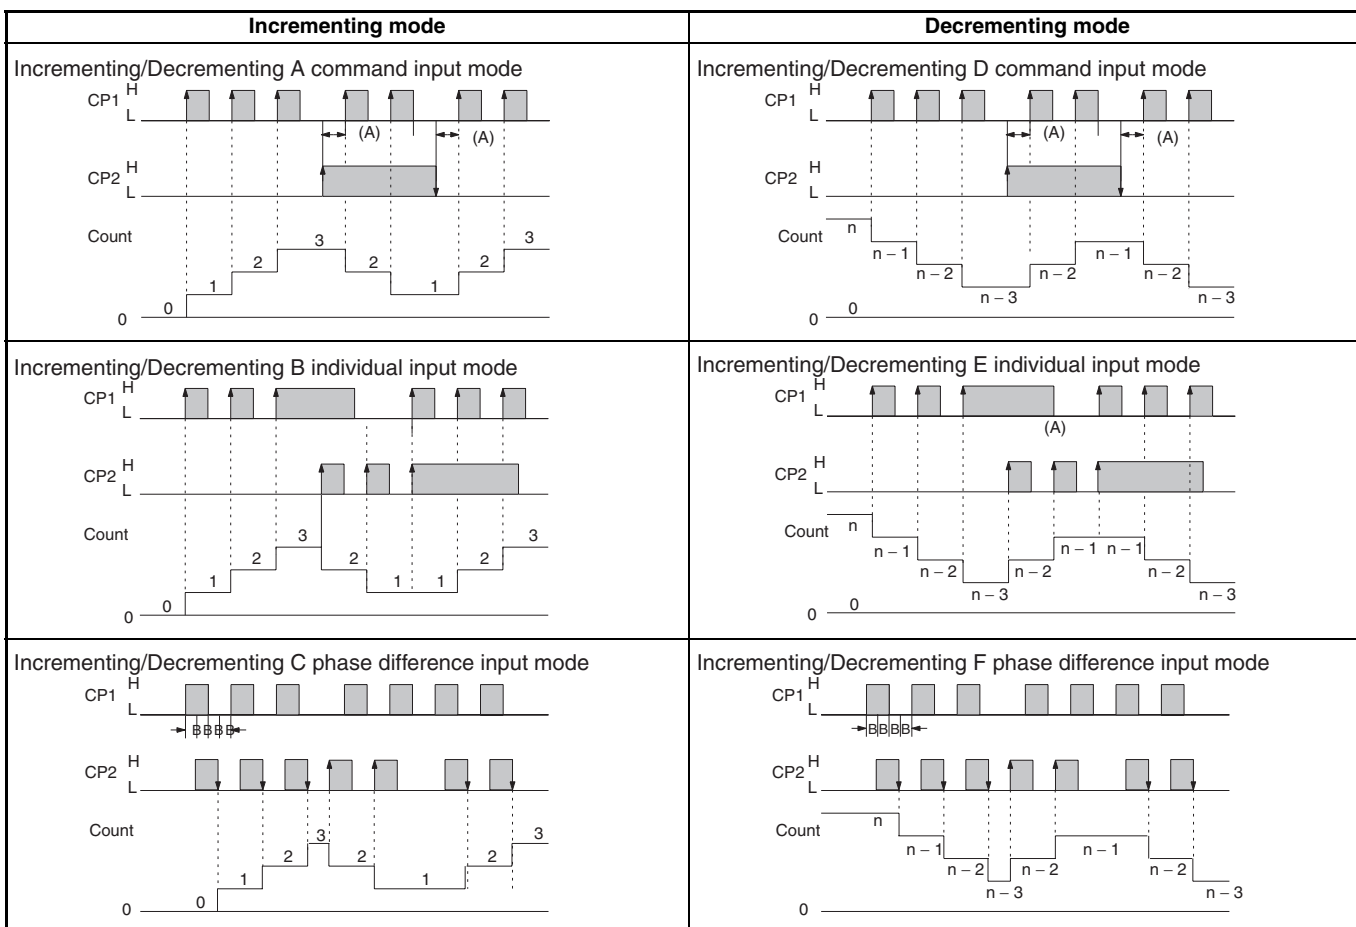 Incrementing mode
Decrementing mode
Incrementing/Decrementing A command input mode
CP1 H
L
(A) (A)
CP2 H
L
Count
0 1 2 3 2 1 2 3
0
Incrementing/Decrementing D command input mode
CP1 H
L
(A) (A)
CP2 H
L
Count
n n – 1 n – 2 n – 3 n – 2 n – 1 n – 2 n – 3
0
0
Incrementing/Decrementing B individual input mode
CP1 H
L
CP2 H
L
Count
0 1 2 3 2 1 1 2 3
0
Incrementing/Decrementing E individual input mode
CP1 H
L
(A)
CP2 H
L
Count
n n – 1 n – 2 n – 3 n – 2 n – 1 n – 1 n – 2 n – 3
0
0
Incrementing/Decrementing C phase difference input mode
CP1 H
L
B B B B
CP2 H
L
Count
0 1 2 3 2 1 2 3
0
Incrementing/Decrementing F phase difference input mode
CP1 H
L
B B B B
CP2 H
L
Count
n n – 1 n – 2 n – 3 n – 2 n – 1 n – 2 n – 3
0